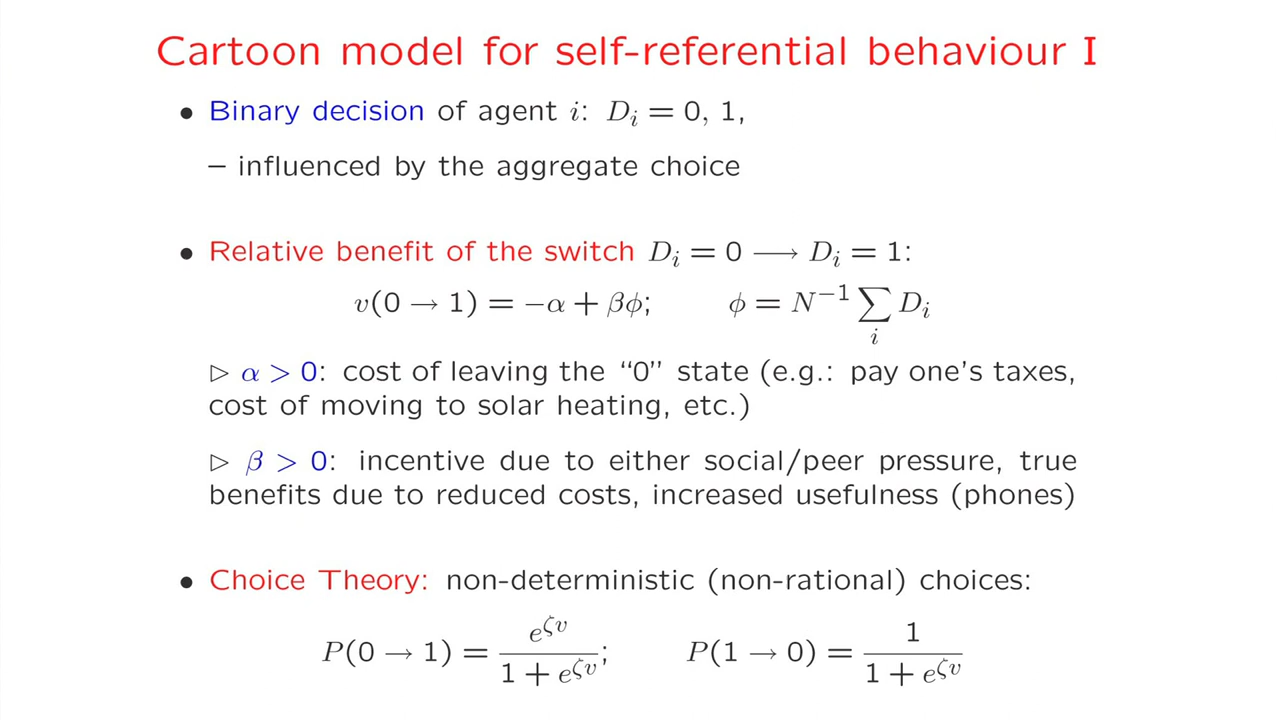 Cartoon model for self-referential behaviour I
• Binary decision of agent i: D_i = 0, 1,
– influenced by the aggregate choice
• Relative benefit of the switch D_i = 0 ⟶ D_i = 1:
v(0 → 1) = −α + βϕ; ϕ = N^{−1} ∑_i D_i
▷ α > 0: cost of leaving the “0” state (e.g.: pay one’s taxes,
cost of moving to solar heating, etc.)
▷ β > 0: incentive due to either social/peer pressure, true
benefits due to reduced costs, increased usefulness (phones)
• Choice Theory: non-deterministic (non-rational) choices:
P(0 → 1) = \frac{e^{ζv}}{1 + e^{ζv}}; P(1 → 0) = \frac{1}{1 + e^{ζv}}